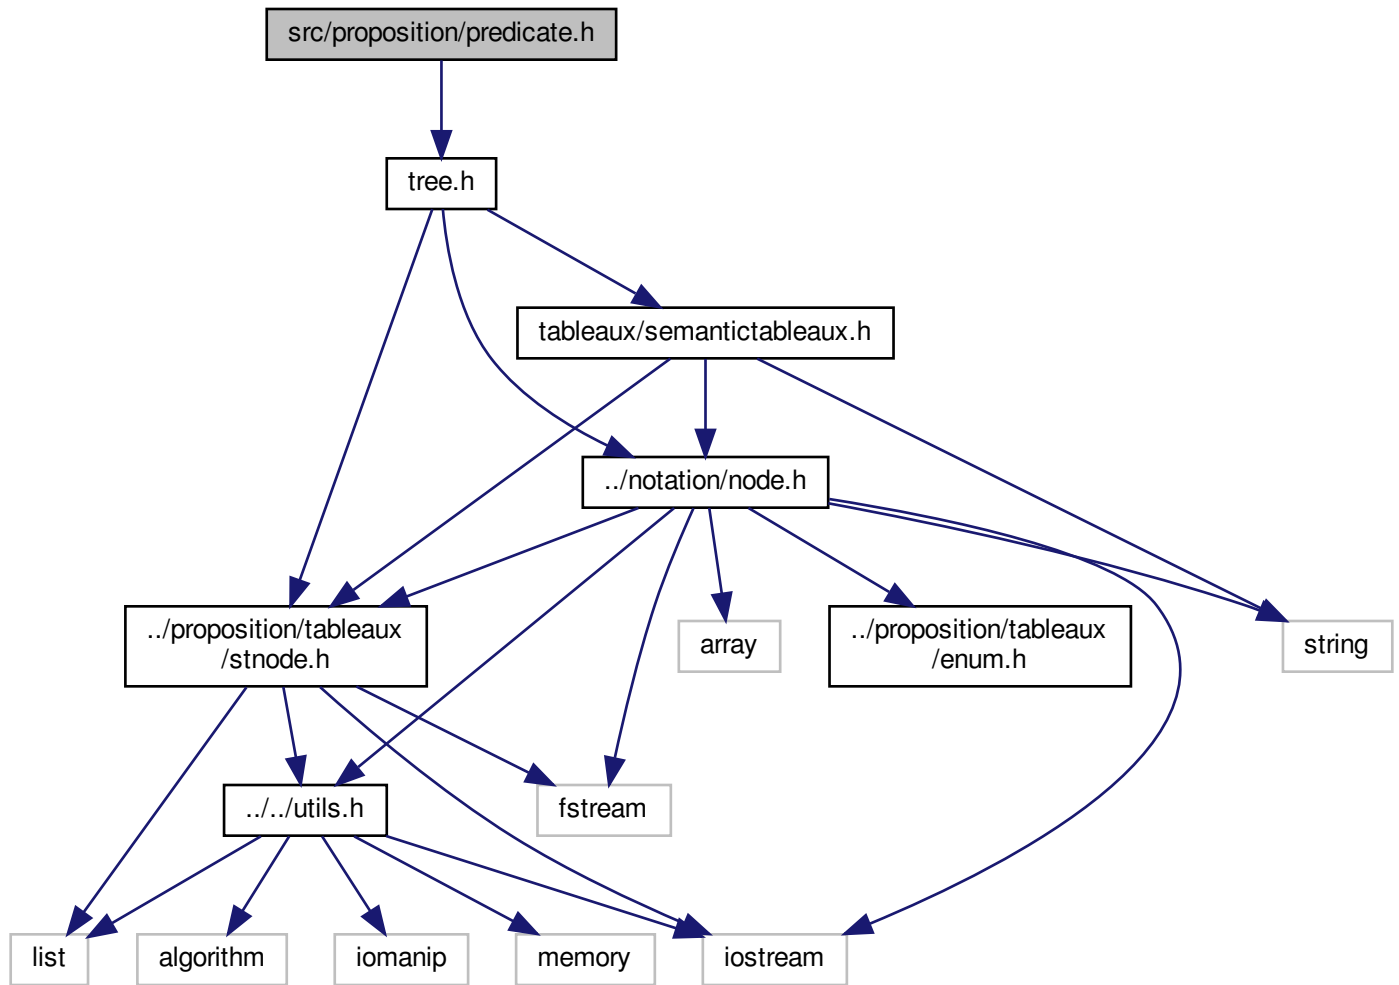 src/proposition/predicate.h
tree.h
tableaux/semantictableaux.h
../notation/node.h
../proposition/tableaux
/stnode.h
array
../proposition/tableaux
/enum.h
string
../../utils.h
fstream
list
algorithm
iomanip
memory
iostream